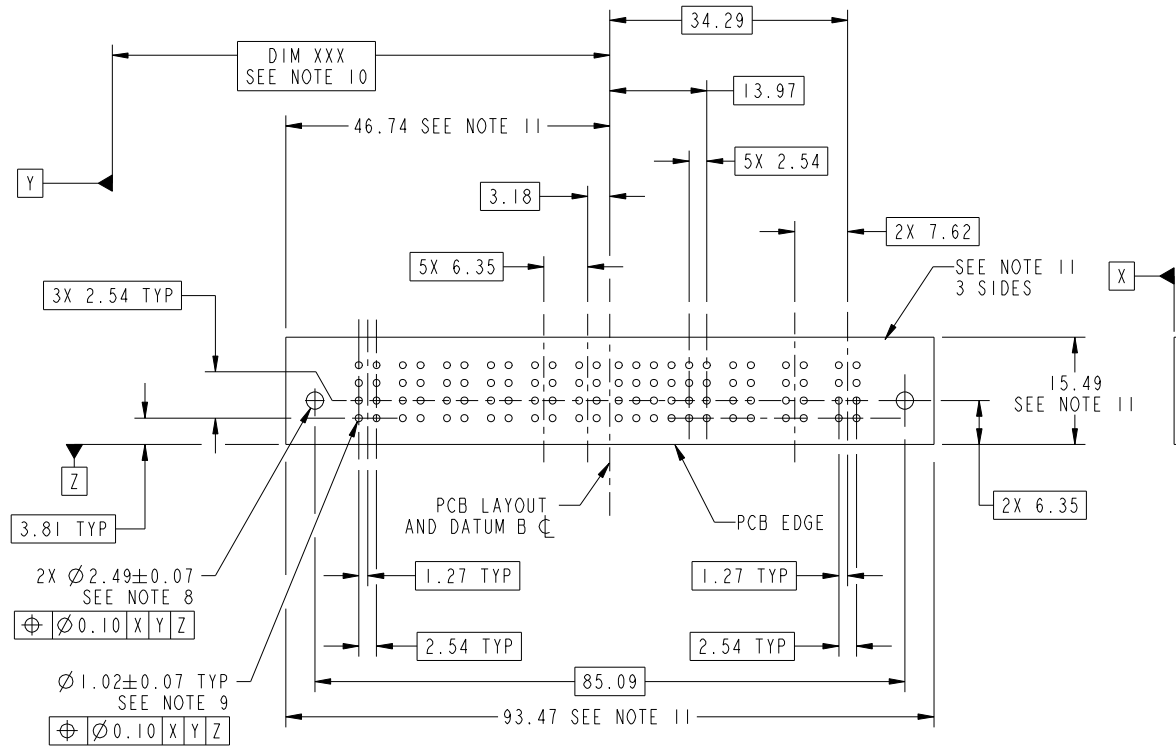 34.29
DIM XXX
SEE NOTE 10
13.97
46.74 SEE NOTE 11
5X 2.54
Y
3.18
2X 7.62
5X 6.35
SEE NOTE 11
3 SIDES
X
3X 2.54 TYP
15.49
SEE NOTE 11
Z
PCB LAYOUT
AND DATUM B ℄
PCB EDGE
2X 6.35
3.81 TYP
2X Ø2.49±0.07
SEE NOTE 8
⌖ Ø0.10 X Y Z
1.27 TYP
1.27 TYP
2.54 TYP
2.54 TYP
Ø1.02±0.07 TYP
SEE NOTE 9
⌖ Ø0.10 X Y Z
85.09
93.47 SEE NOTE 11